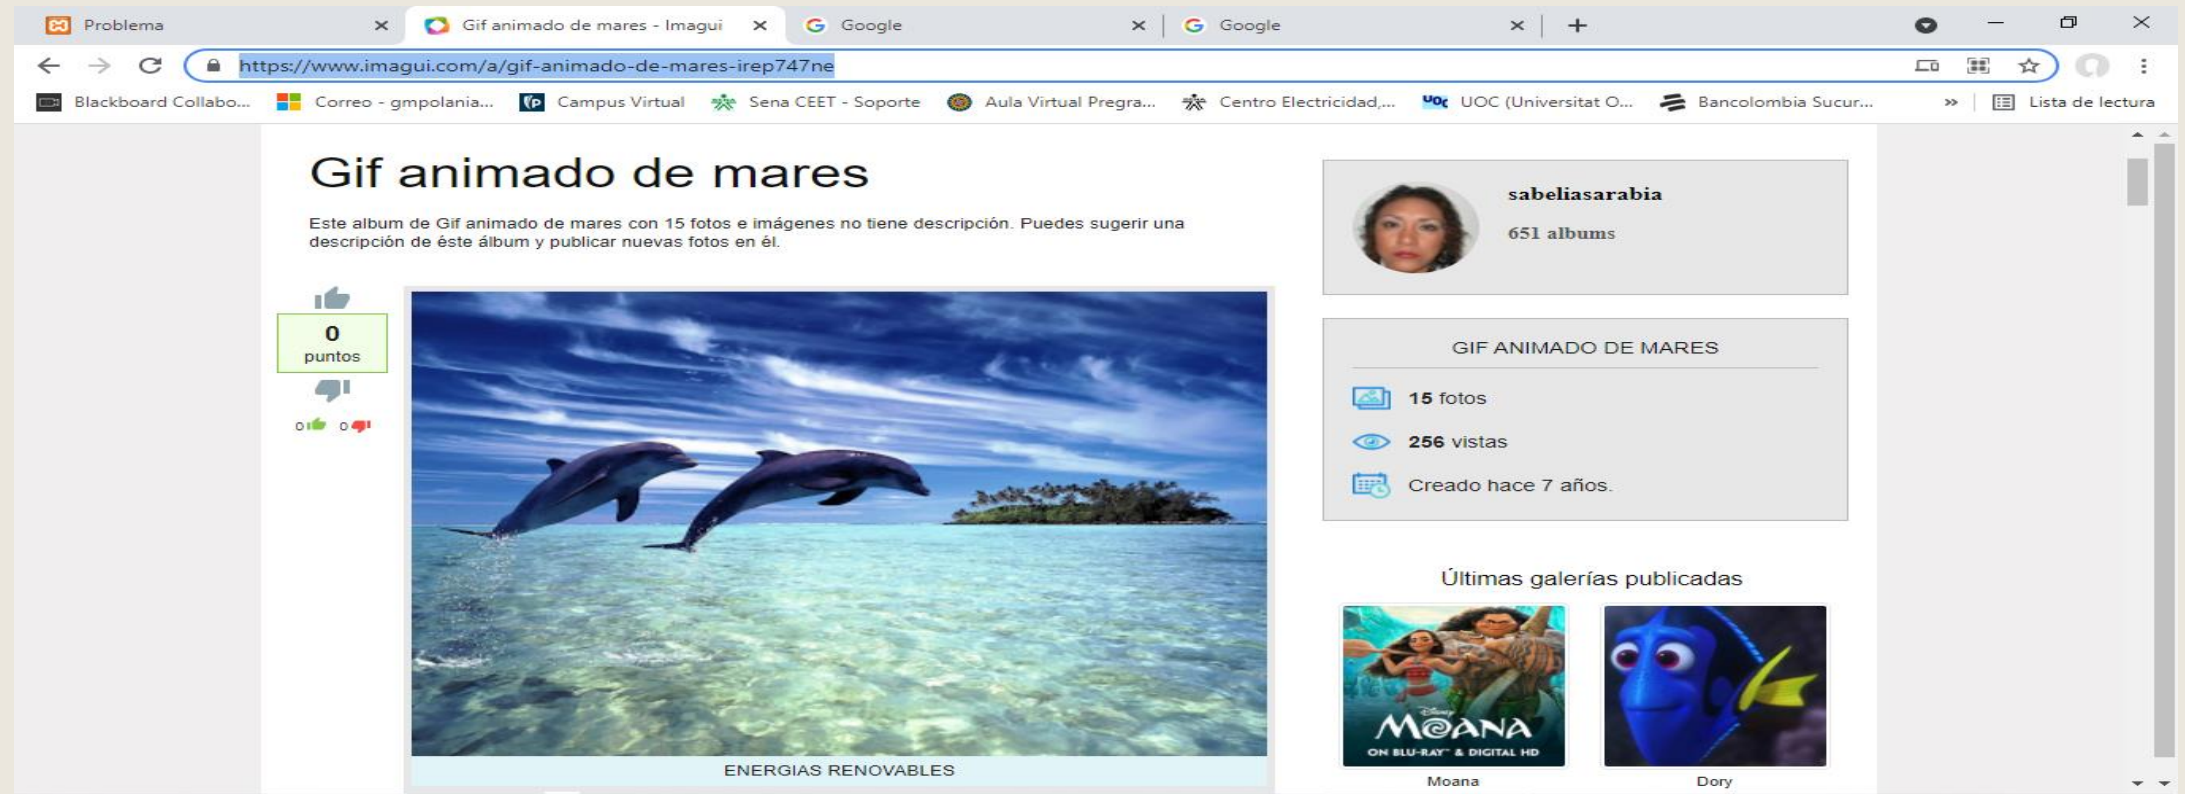 Problema
Gif animado de mares - Imagui
Google
Google
https://www.imagui.com/a/gif-animado-de-mares-irep747ne
Blackboard Collabo...
Correo - gmpolania...
Campus Virtual
Sena CEET - Soporte
Aula Virtual Pregra...
Centro Electricidad,...
UOC (Universitat O...
Bancolombia Sucur...
»
Lista de lectura
Gif animado de mares
Este album de Gif animado de mares con 15 fotos e imágenes no tiene descripción. Puedes sugerir una
descripción de éste álbum y publicar nuevas fotos en él.
0
puntos
0 0
ENERGIAS RENOVABLES
sabeliasarabia
651 albums
GIF ANIMADO DE MARES
15 fotos
256 vistas
Creado hace 7 años.
Últimas galerías publicadas
Disney
MOANA
ON BLU-RAY™ & DIGITAL HD
Moana
Dory